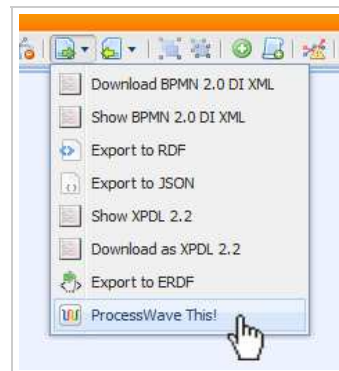 Download BPMN 2.0 DI XML
Show BPMN 2.0 DI XML
Export to RDF
Export to JSON
Show XPDL 2.2
Download as XPDL 2.2
Export to ERDF
ProcessWave This!